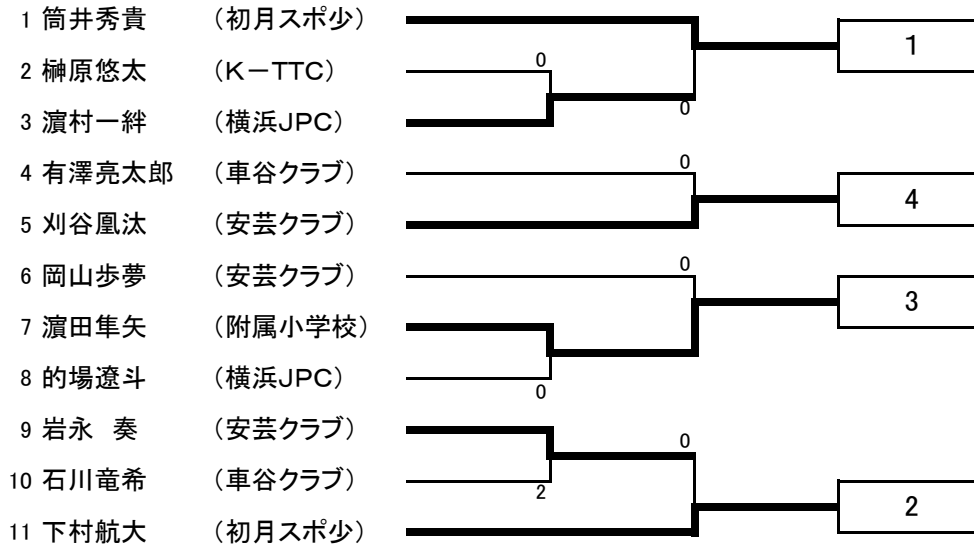 1 筒井秀貴 （初月スポ少） 1
2 榊原悠太 （K－TTC） 0
3 濵村一絆 （横浜JPC） 0
4 有澤亮太郎 （車谷クラブ） 0 4
5 刈谷凰汰 （安芸クラブ）
6 岡山歩夢 （安芸クラブ） 0 3
7 濵田隼矢 （附属小学校）
8 的場遼斗 （横浜JPC） 0
9 岩永　奏 （安芸クラブ） 0
10 石川竜希 （車谷クラブ） 2 2
11 下村航大 （初月スポ少）